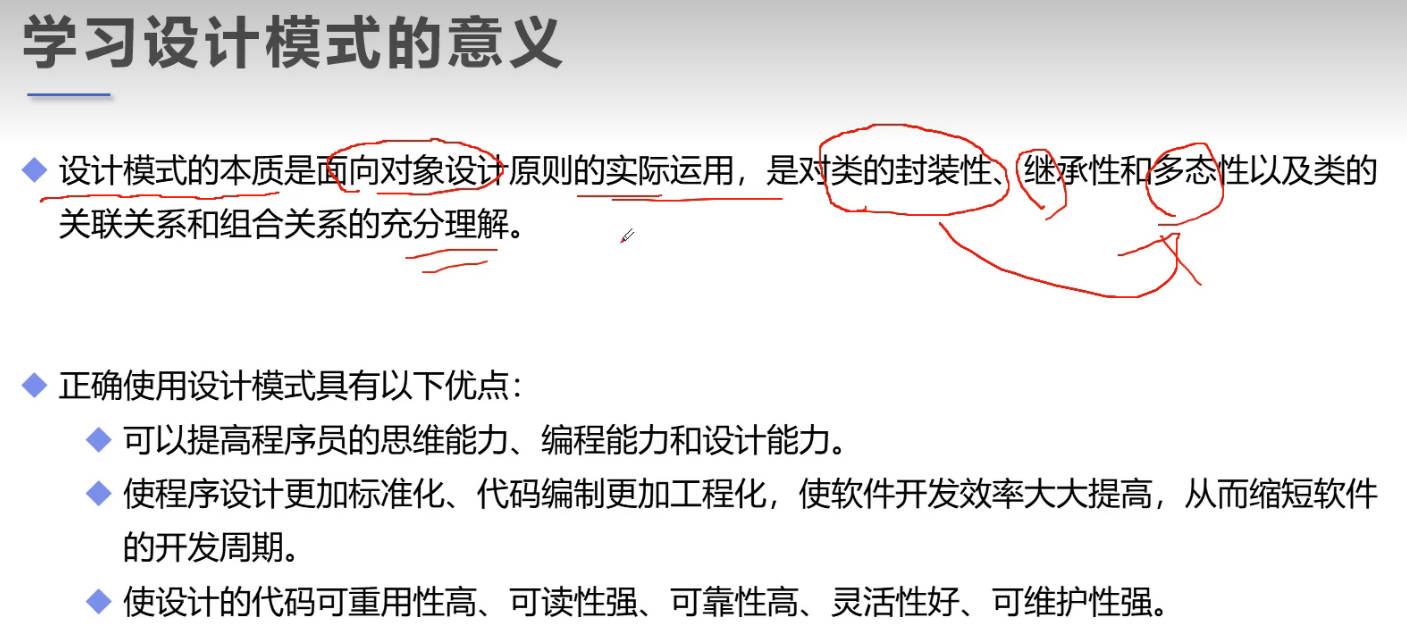 学习设计模式的意义
设计模式的本质是面向对象设计原则的实际运用，是对类的封装性、继承性和多态性以及类的
关联关系和组合关系的充分理解。
正确使用设计模式具有以下优点：
可以提高程序员的思维能力、编程能力和设计能力。
使程序设计更加标准化、代码编制更加工程化，使软件开发效率大大提高，从而缩短软件
的开发周期。
使设计的代码可重用性高、可读性强、可靠性高、灵活性好、可维护性强。